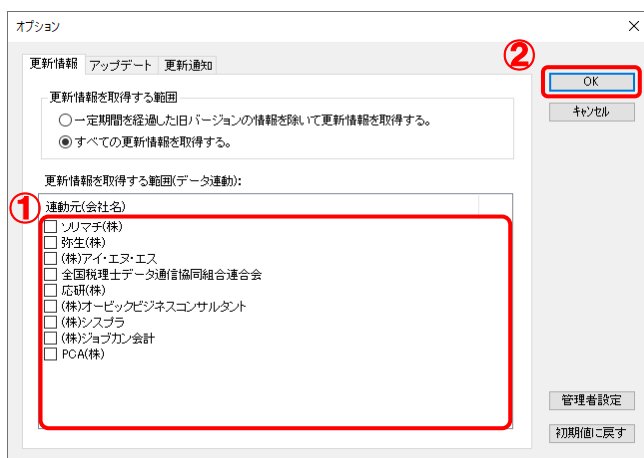 オプション
更新情報 アップデート 更新通知
②
OK
キャンセル
更新情報を取得する範囲
一定期間を経過した旧バージョンの情報を除いて更新情報を取得する。
すべての更新情報を取得する。
更新情報を取得する範囲(データ連動):
①
連動元(会社名)
ソリマチ(株)
弥生(株)
(株)アイ・エヌ・エス
全国税理士データ通信協同組合連合会
応研(株)
(株)オービックビジネスコンサルタント
(株)シスプラ
(株)ジョブカン会計
PCA(株)
管理者設定
初期値に戻す